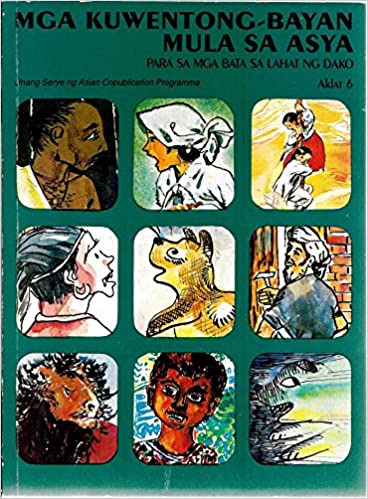 MGA KUWENTONG-BAYAN
MULA SA ASYA
PARA SA MGA BATA SA LAHAT NG DAKO
Unang Serye ng Asian Copublication Programme
Aklat 6